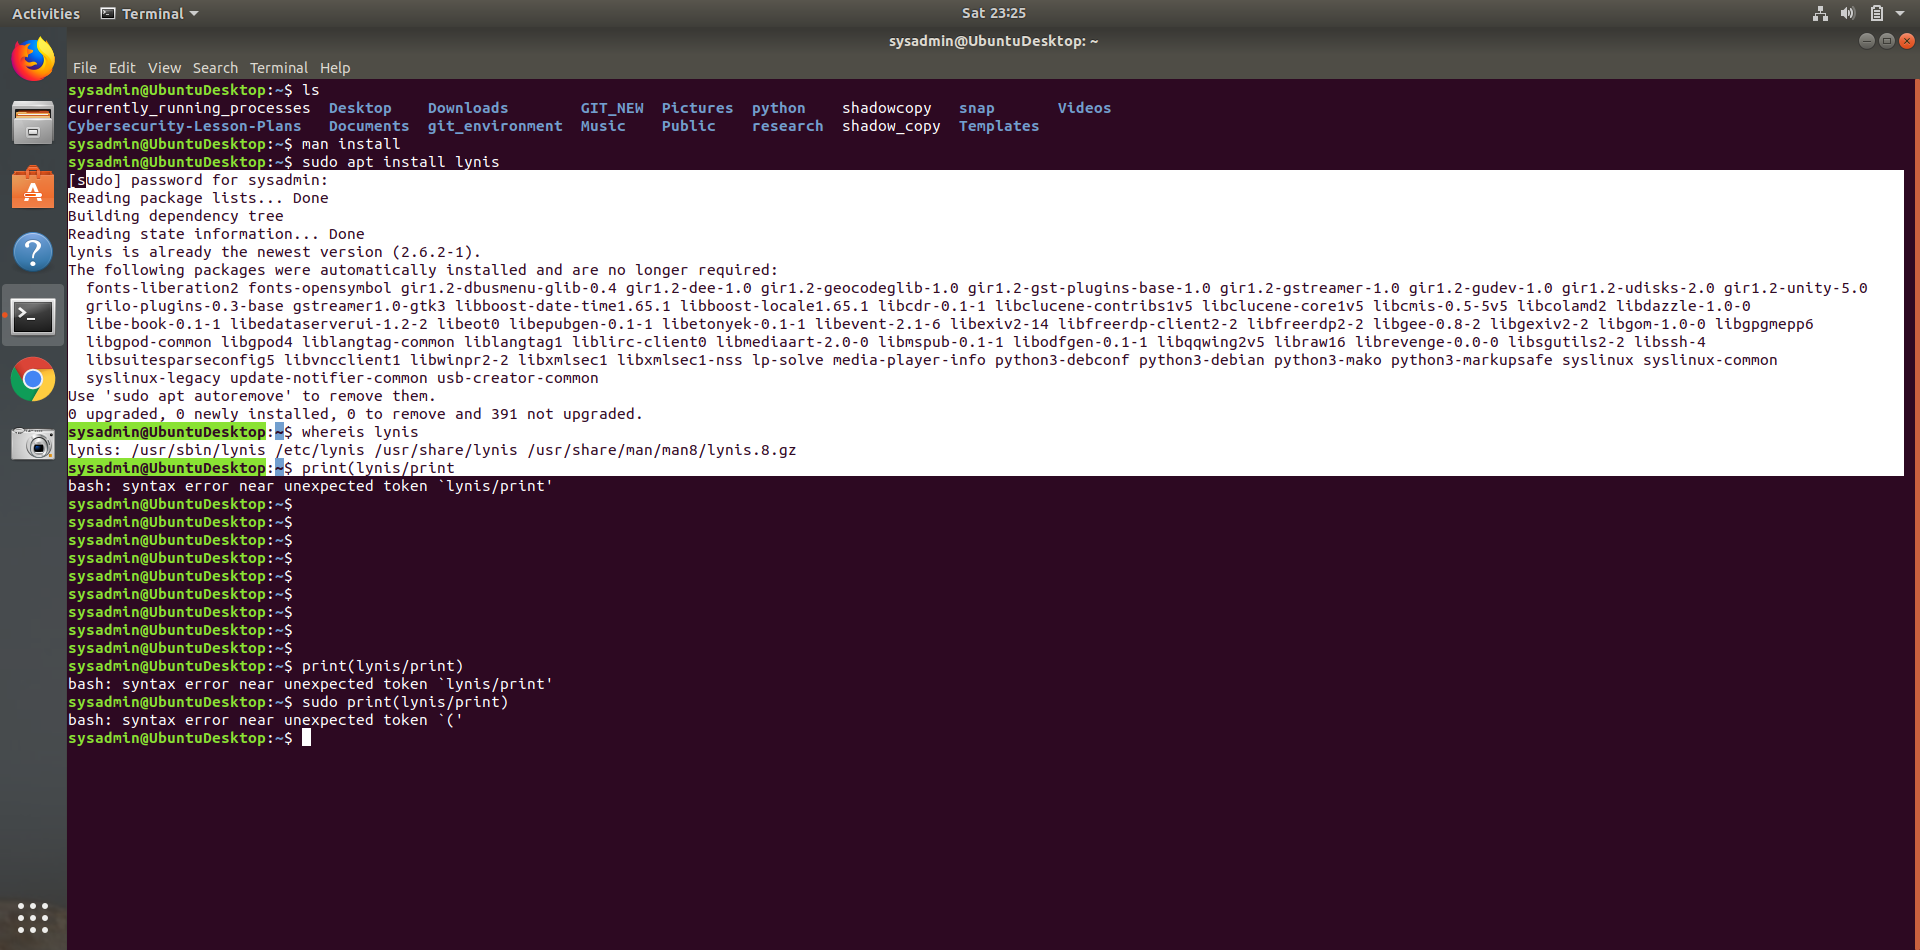 Activities Terminal Sat 23:25
sysadmin@UbuntuDesktop: ~
File Edit View Search Terminal Help
sysadmin@UbuntuDesktop:~$ ls
currently_running_processes Desktop Downloads GIT_NEW Pictures python shadowcopy snap Videos
Cybersecurity-Lesson-Plans Documents git_environment Music Public research shadow_copy Templates
sysadmin@UbuntuDesktop:~$ man install
sysadmin@UbuntuDesktop:~$ sudo apt install lynis
[sudo] password for sysadmin:
Reading package lists... Done
Building dependency tree
Reading state information... Done
lynis is already the newest version (2.6.2-1).
The following packages were automatically installed and are no longer required:
fonts-liberation2 fonts-opensymbol gir1.2-dbusmenu-glib-0.4 gir1.2-dee-1.0 gir1.2-geocodeglib-1.0 gir1.2-gst-plugins-base-1.0 gir1.2-gstreamer-1.0 gir1.2-gudev-1.0 gir1.2-udisks-2.0 gir1.2-unity-5.0
grilo-plugins-0.3-base gstreamer1.0-gtk3 libboost-date-time1.65.1 libboost-locale1.65.1 libcdr-0.1-1 libclucene-contribs1v5 libclucene-core1v5 libcmis-0.5-5v5 libcolamd2 libdazzle-1.0-0
libe-book-0.1-1 libedataserverui-1.2-2 libeot0 libepubgen-0.1-1 libetonyek-0.1-1 libevent-2.1-6 libexiv2-14 libfreerdp-client2-2 libfreerdp2-2 libgee-0.8-2 libgexiv2-2 libgom-1.0-0 libgpgmepp6
libgpod-common libgpod4 liblangtag-common liblangtag1 liblirc-client0 libmediaart-2.0-0 libmspub-0.1-1 libodfgen-0.1-1 libqqwing2v5 libraw16 librevenge-0.0-0 libsgutils2-2 libssh-4
libsuitesparseconfig5 libvncclient1 libwinpr2-2 libxmlsec1 libxmlsec1-nss lp-solve media-player-info python3-debconf python3-debian python3-mako python3-markupsafe syslinux syslinux-common
syslinux-legacy update-notifier-common usb-creator-common
Use 'sudo apt autoremove' to remove them.
0 upgraded, 0 newly installed, 0 to remove and 391 not upgraded.
sysadmin@UbuntuDesktop:~$ whereis lynis
lynis: /usr/sbin/lynis /etc/lynis /usr/share/lynis /usr/share/man/man8/lynis.8.gz
sysadmin@UbuntuDesktop:~$ print(lynis/print
bash: syntax error near unexpected token `lynis/print'
sysadmin@UbuntuDesktop:~$
sysadmin@UbuntuDesktop:~$
sysadmin@UbuntuDesktop:~$
sysadmin@UbuntuDesktop:~$
sysadmin@UbuntuDesktop:~$
sysadmin@UbuntuDesktop:~$
sysadmin@UbuntuDesktop:~$
sysadmin@UbuntuDesktop:~$
sysadmin@UbuntuDesktop:~$
sysadmin@UbuntuDesktop:~$ print(lynis/print)
bash: syntax error near unexpected token `lynis/print'
sysadmin@UbuntuDesktop:~$ sudo print(lynis/print)
bash: syntax error near unexpected token `('
sysadmin@UbuntuDesktop:~$